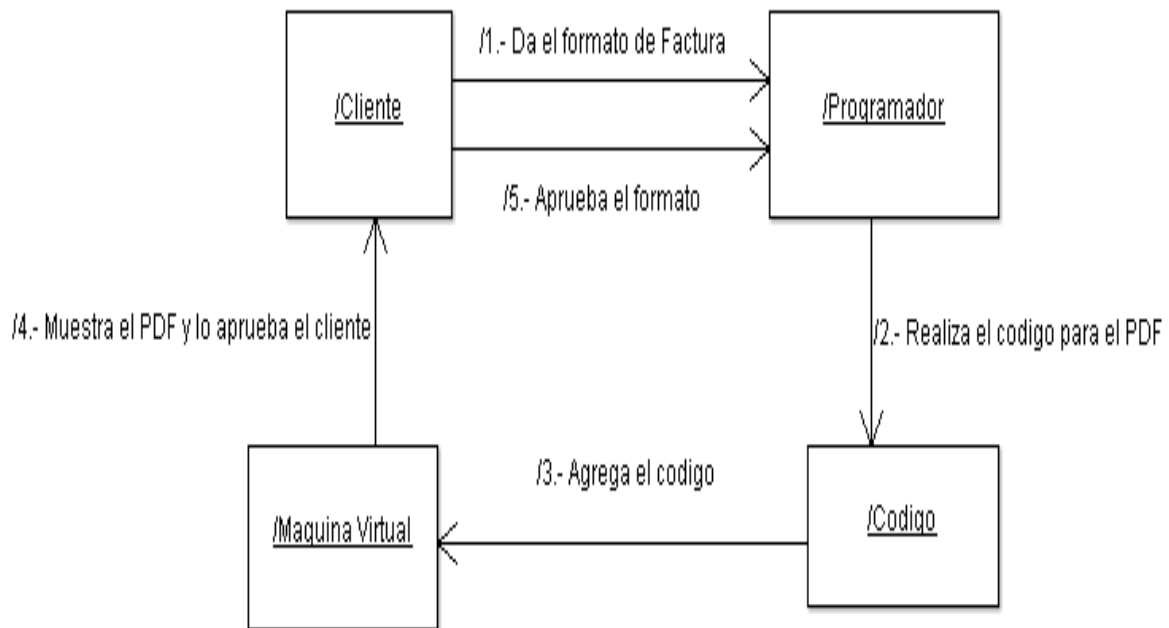 /1.- Da el formato de Factura
/Cliente
/Programador
/5.- Aprueba el formato
/4.- Muestra el PDF y lo aprueba el cliente
/2.- Realiza el codigo para el PDF
/3.- Agrega el codigo
/Maquina Virtual
/Codigo